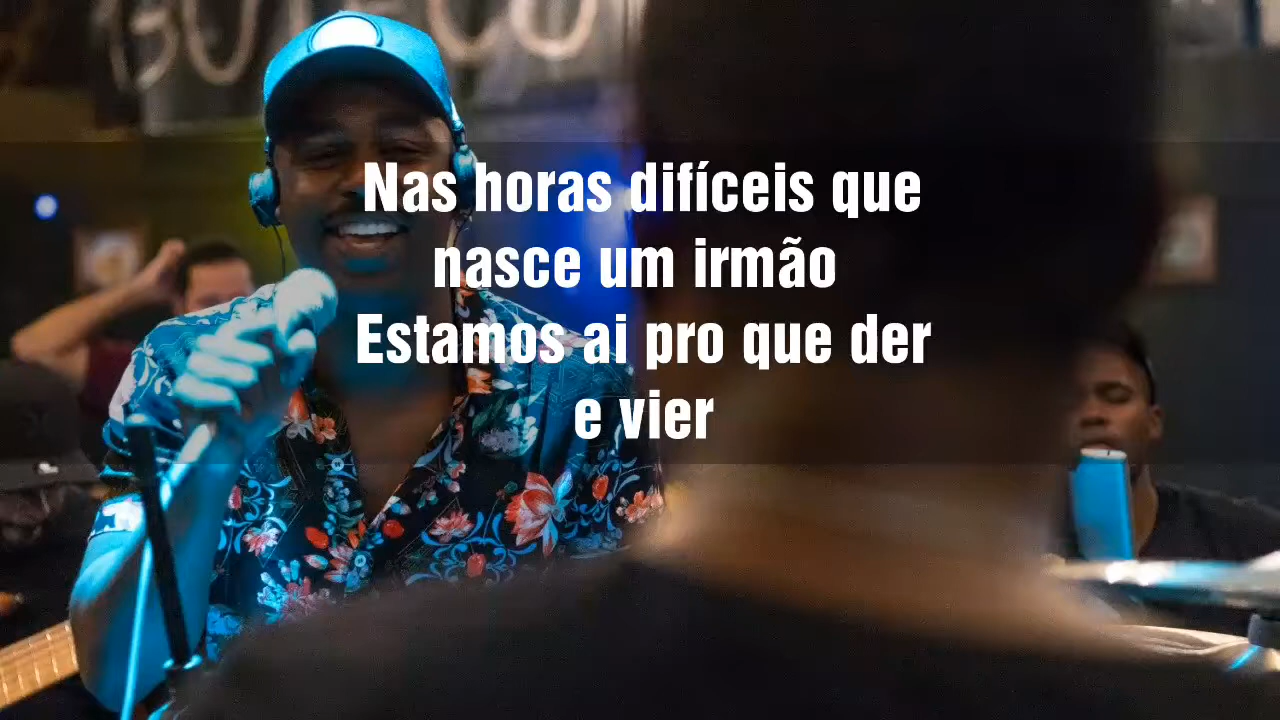 Nas horas difíceis que
nasce um irmão
Estamos ai pro que der
e vier